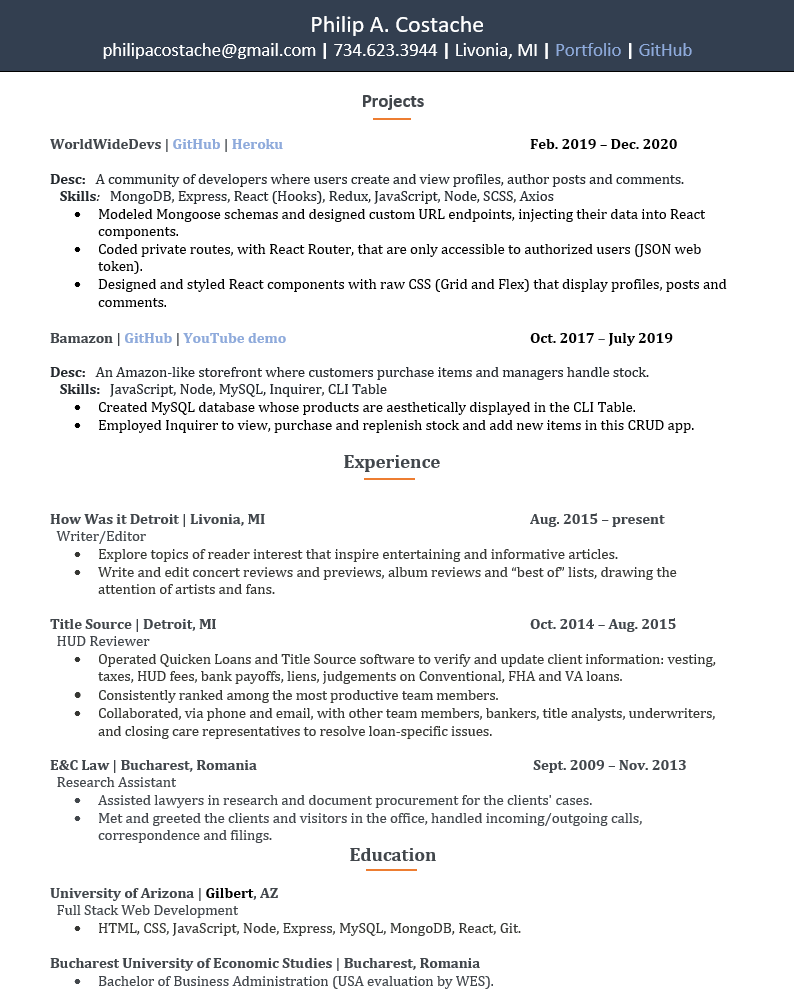 Philip A. Costache
philipacostache@gmail.com | 734.623.3944 | Livonia, MI | Portfolio | GitHub
Projects
WorldWideDevs | GitHub | Heroku Feb. 2019 – Dec. 2020
Desc: A community of developers where users create and view profiles, author posts and comments.
Skills: MongoDB, Express, React (Hooks), Redux, JavaScript, Node, SCSS, Axios
• Modeled Mongoose schemas and designed custom URL endpoints, injecting their data into React
components.
• Coded private routes, with React Router, that are only accessible to authorized users (JSON web
token).
• Designed and styled React components with raw CSS (Grid and Flex) that display profiles, posts and
comments.
Bamazon | GitHub | YouTube demo Oct. 2017 – July 2019
Desc: An Amazon-like storefront where customers purchase items and managers handle stock.
Skills: JavaScript, Node, MySQL, Inquirer, CLI Table
• Created MySQL database whose products are aesthetically displayed in the CLI Table.
• Employed Inquirer to view, purchase and replenish stock and add new items in this CRUD app.
Experience
How Was it Detroit | Livonia, MI Aug. 2015 – present
Writer/Editor
• Explore topics of reader interest that inspire entertaining and informative articles.
• Write and edit concert reviews and previews, album reviews and “best of” lists, drawing the
attention of artists and fans.
Title Source | Detroit, MI Oct. 2014 – Aug. 2015
HUD Reviewer
• Operated Quicken Loans and Title Source software to verify and update client information: vesting,
taxes, HUD fees, bank payoffs, liens, judgements on Conventional, FHA and VA loans.
• Consistently ranked among the most productive team members.
• Collaborated, via phone and email, with other team members, bankers, title analysts, underwriters,
and closing care representatives to resolve loan-specific issues.
E&C Law | Bucharest, Romania Sept. 2009 – Nov. 2013
Research Assistant
• Assisted lawyers in research and document procurement for the clients' cases.
• Met and greeted the clients and visitors in the office, handled incoming/outgoing calls,
correspondence and filings.
Education
University of Arizona | Gilbert, AZ
Full Stack Web Development
• HTML, CSS, JavaScript, Node, Express, MySQL, MongoDB, React, Git.
Bucharest University of Economic Studies | Bucharest, Romania
• Bachelor of Business Administration (USA evaluation by WES).